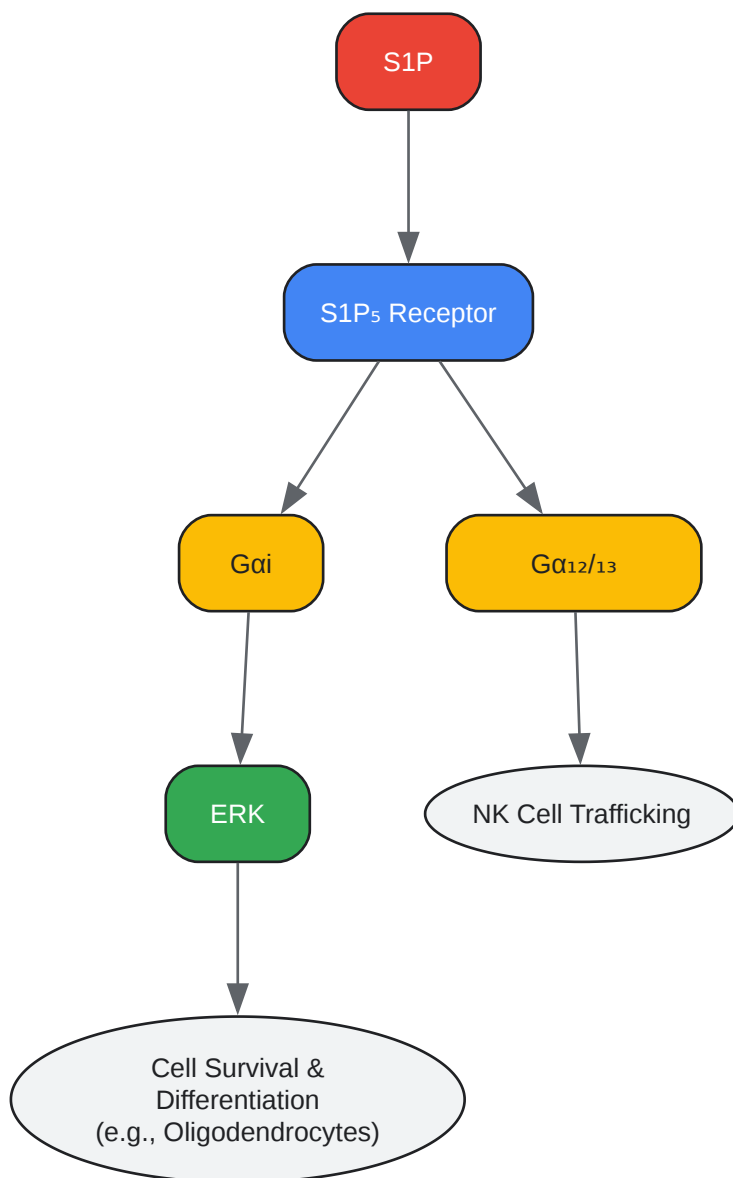 S1P
S1P₅ Receptor
Gαi
Gα₁₂/₁₃
ERK
NK Cell Trafficking
Cell Survival &
Differentiation
(e.g., Oligodendrocytes)